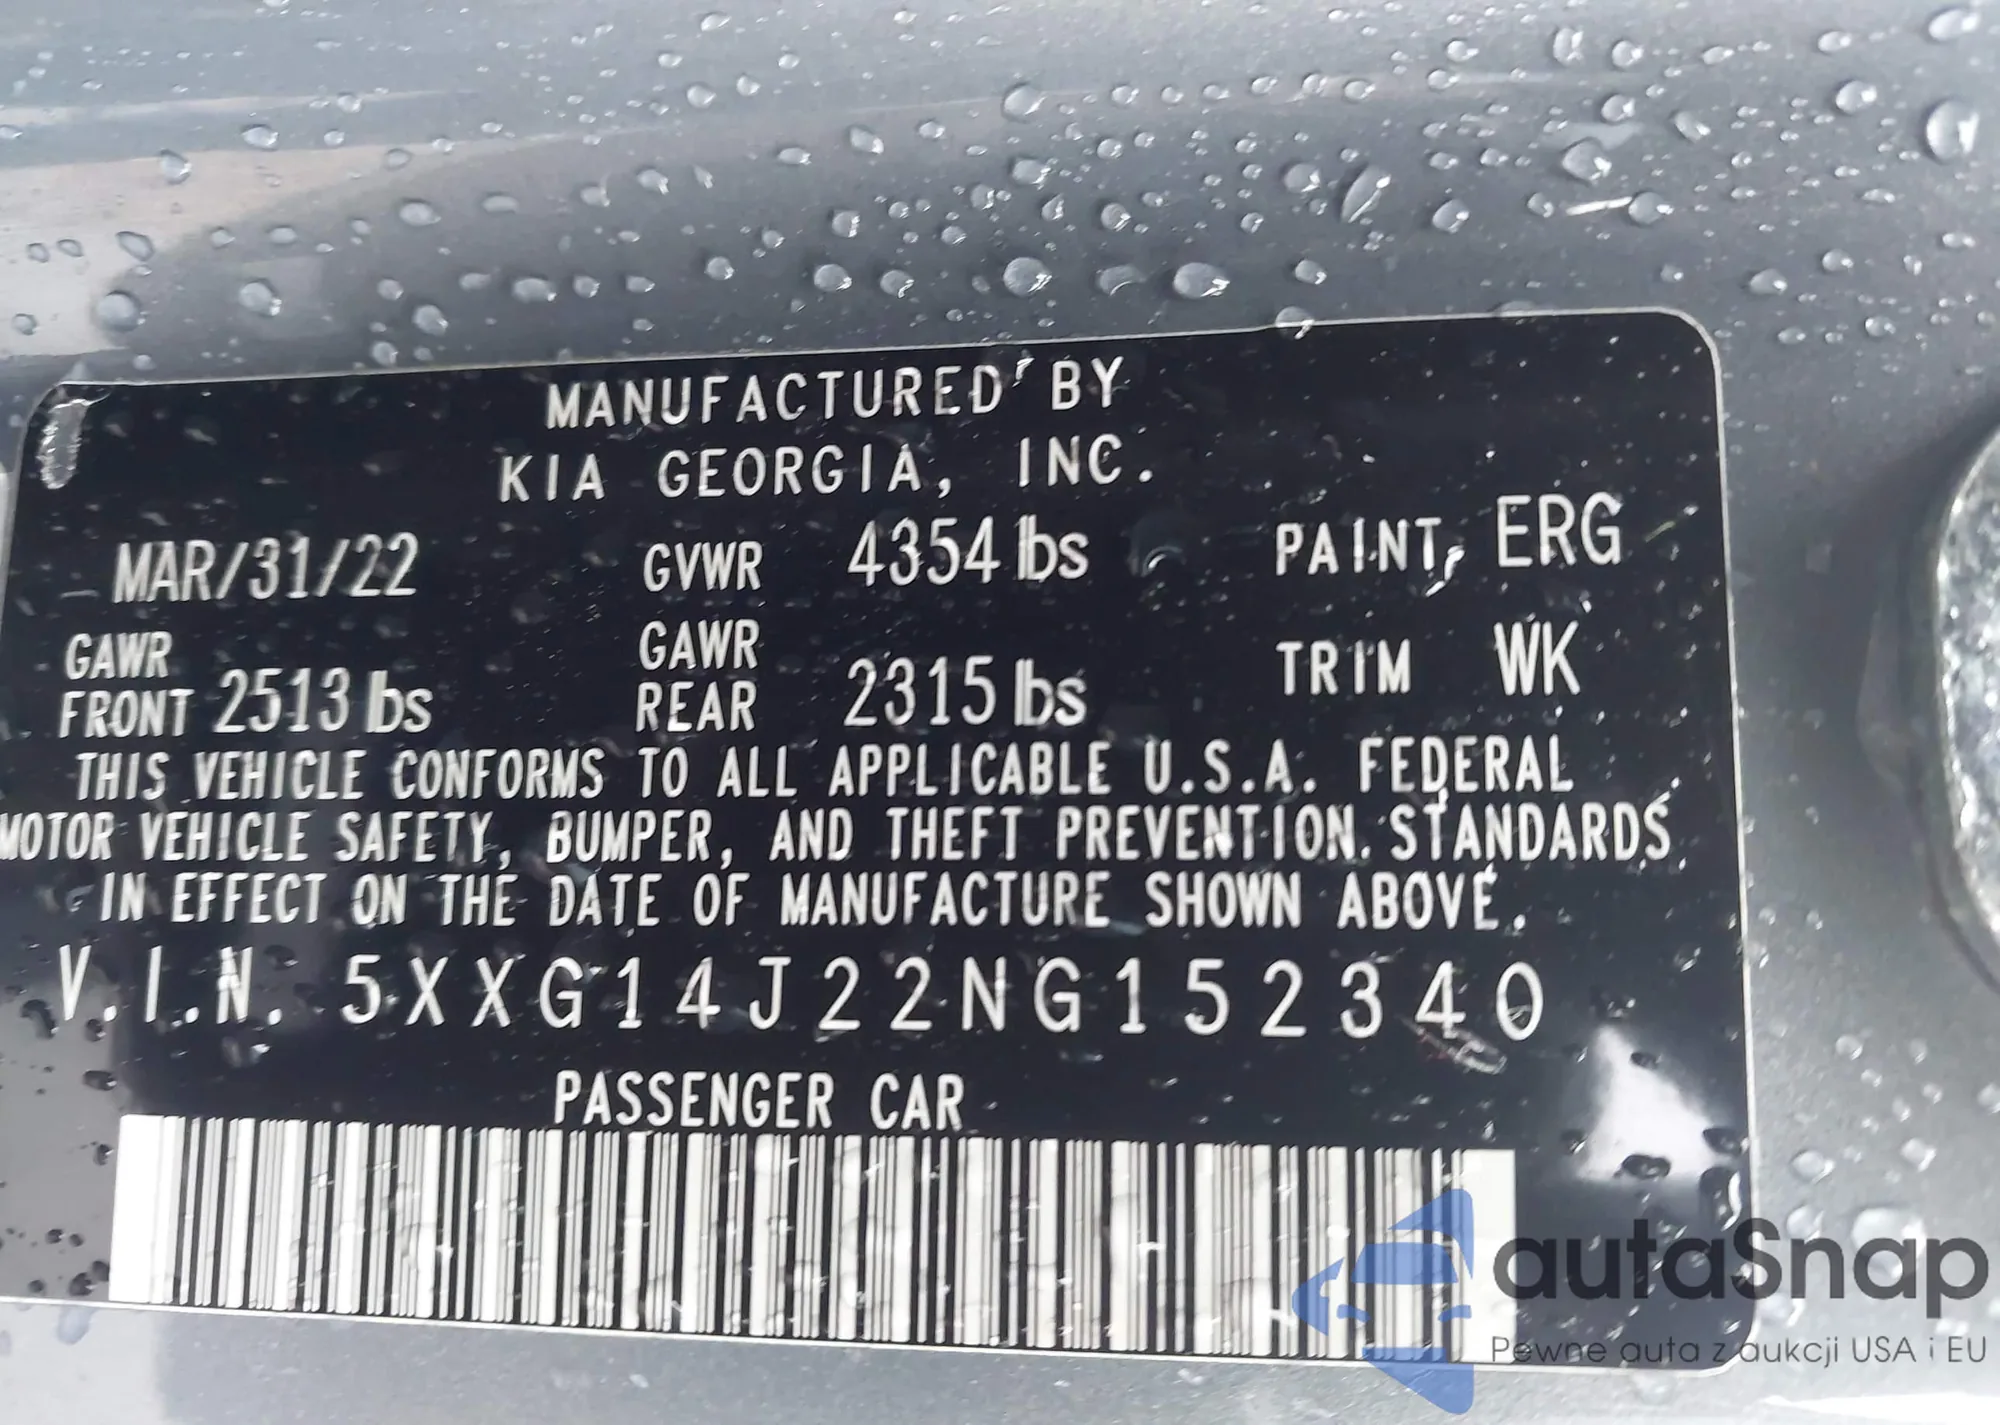 MANUFACTURED BY
KIA GEORGIA, INC.
MAR/31/22 GVWR 4354 lbs PAINT ERG
GAWR FRONT 2513 lbs GAWR REAR 2315 lbs TRIM WK
THIS VEHICLE CONFORMS TO ALL APPLICABLE U.S.A. FEDERAL
MOTOR VEHICLE SAFETY, BUMPER, AND THEFT PREVENTION STANDARDS
IN EFFECT ON THE DATE OF MANUFACTURE SHOWN ABOVE.
V.I.N. 5XXG14J22NG152340
PASSENGER CAR
autaSnap
Pewne auta z aukcji USA i EU